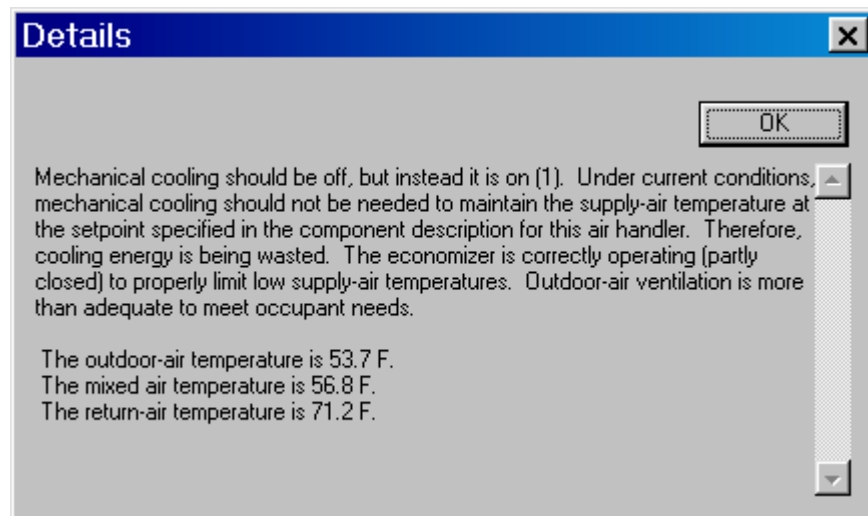 Details
OK
Mechanical cooling should be off, but instead it is on (1).  Under current conditions,
mechanical cooling should not be needed to maintain the supply-air temperature at
the setpoint specified in the component description for this air handler.  Therefore,
cooling energy is being wasted.  The economizer is correctly operating (partly
closed) to properly limit low supply-air temperatures.  Outdoor-air ventilation is more
than adequate to meet occupant needs.
The outdoor-air temperature is 53.7 F.
The mixed air temperature is 56.8 F.
The return-air temperature is 71.2 F.